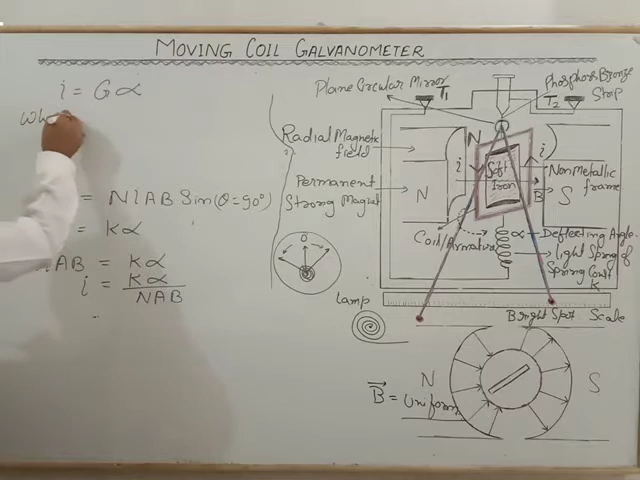 MOVING COIL GALVANOMETER
i = Gα
Whe
= NIAB Sin(θ=90°)
= Kα
AB = Kα
i = Kα
NAB
Plane Circular Mirror
Phosphor Bronze
Strip
T1
T2
Radial Magnetic
field
Permanent
Strong Magnet
N
N
i
i
Soft
Iron
B
S
Non Metallic
frame
Coil/Armature
α → Deflecting Angle
light Spring of
Spring Const
K
0
lamp
Bright Spot
Scale
N
S
B = Uniform